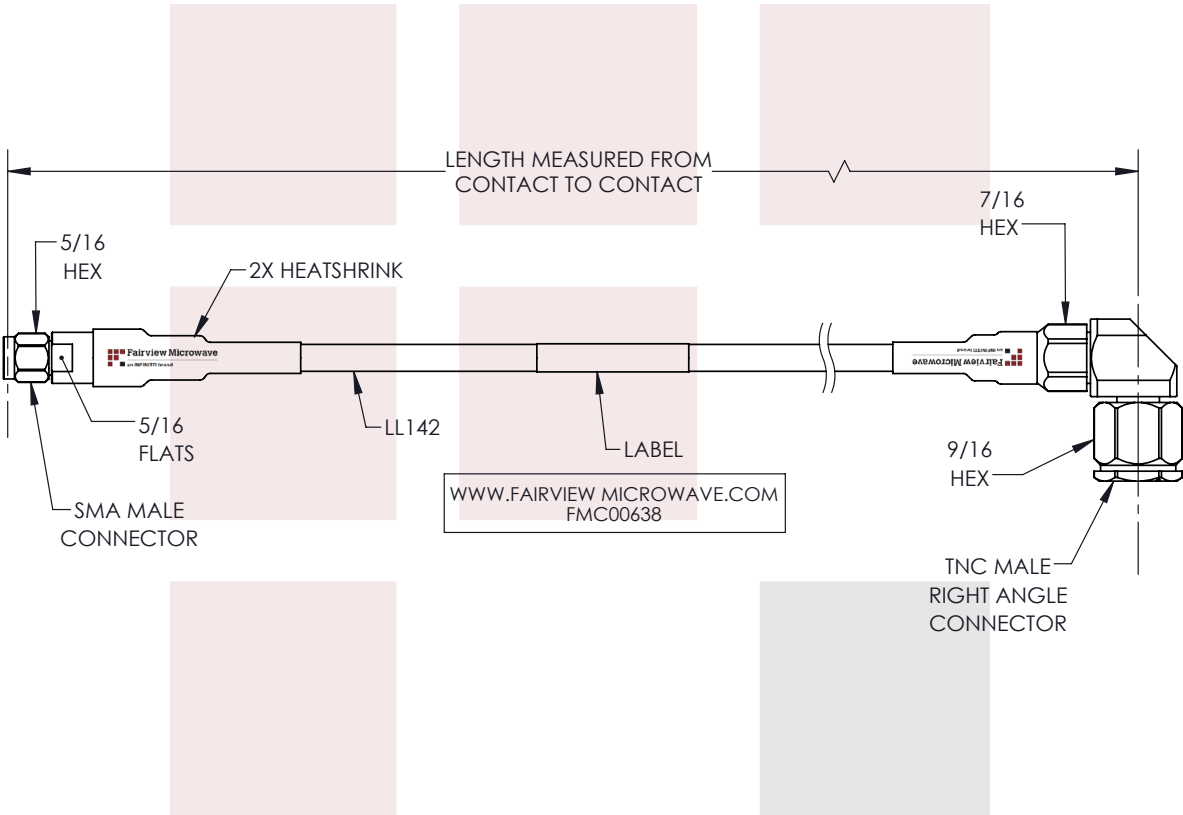 LENGTH MEASURED FROM
CONTACT TO CONTACT
7/16
HEX
5/16
HEX
2X HEATSHRINK
Fairview Microwave
an INFINITE brand
Fairview Microwave
an INFINITE brand
5/16
FLATS
LL142
LABEL
9/16
HEX
WWW.FAIRVIEW MICROWAVE.COM
FMC00638
SMA MALE
CONNECTOR
TNC MALE
RIGHT ANGLE
CONNECTOR